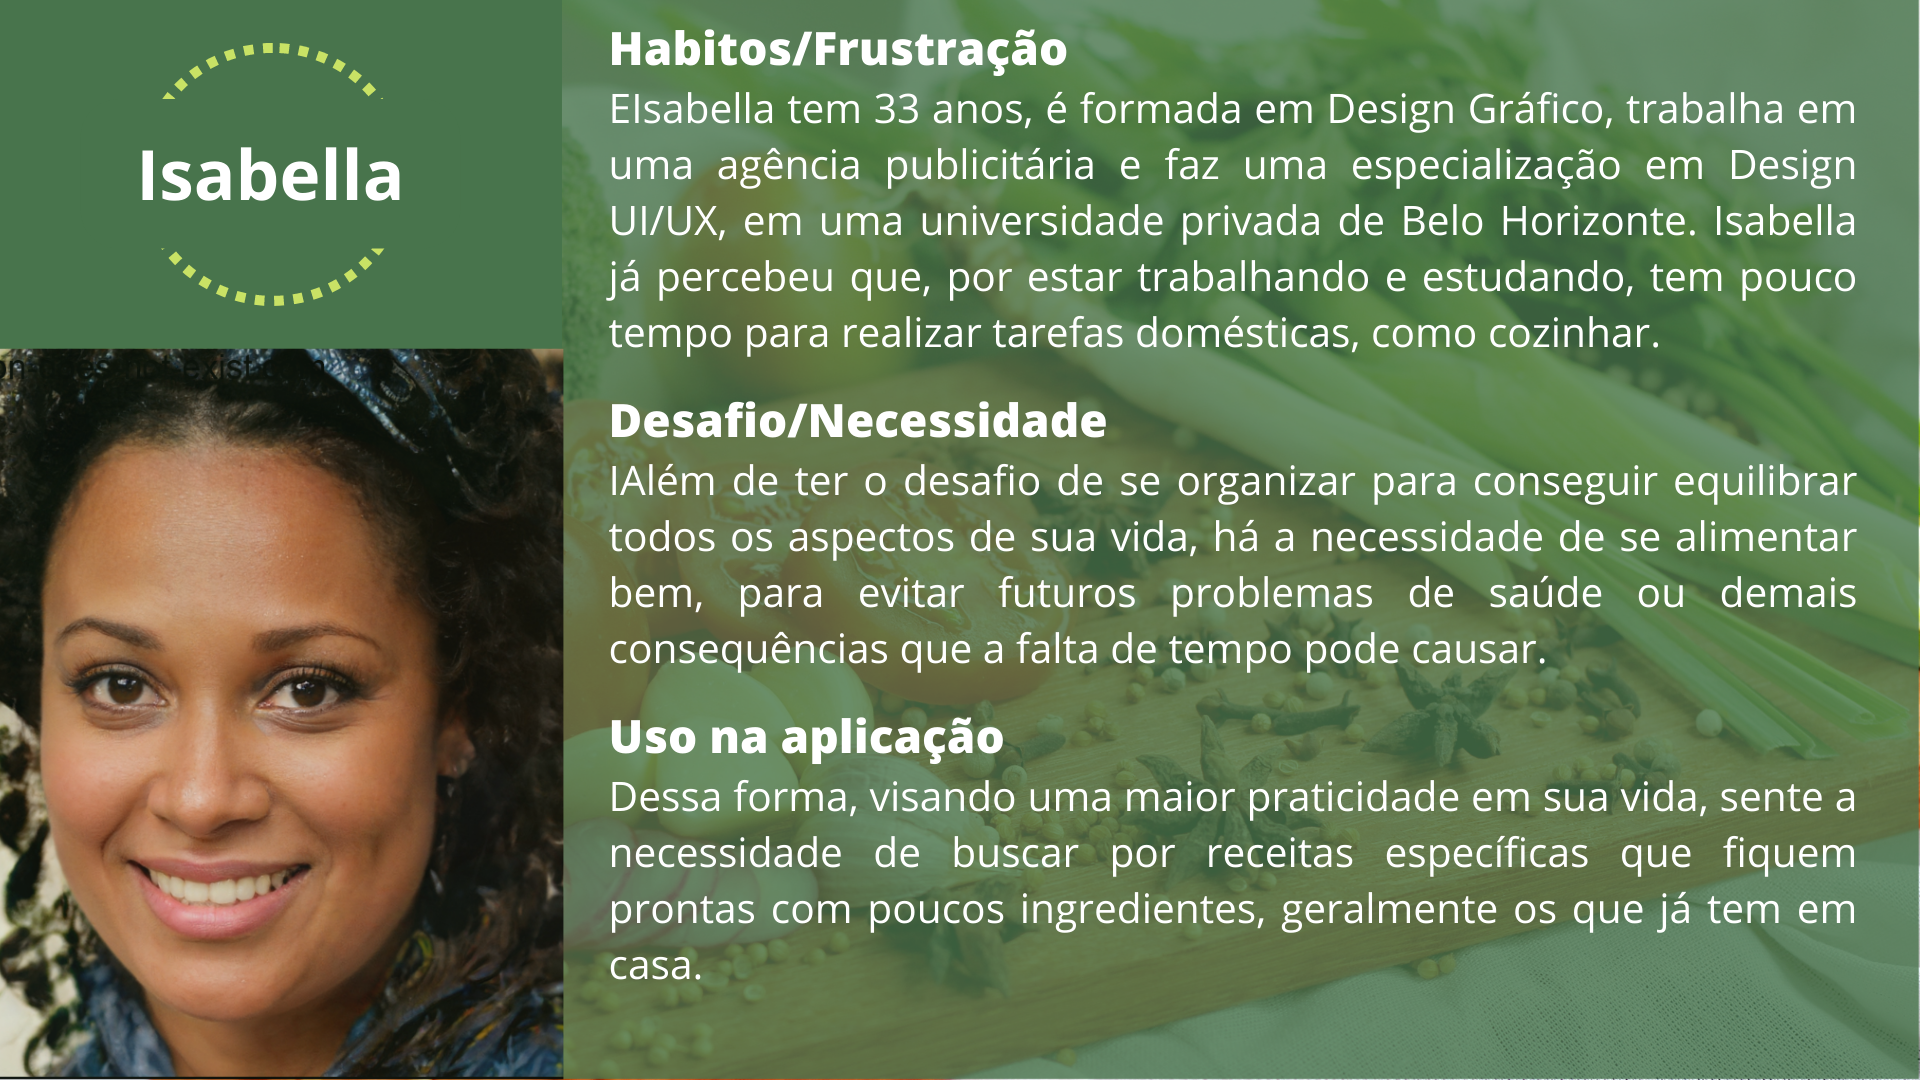 Isabella
on does not exist
Habitos/Frustração
EIsabella tem 33 anos, é formada em Design Gráfico, trabalha em
uma agência publicitária e faz uma especialização em Design
UI/UX, em uma universidade privada de Belo Horizonte. Isabella
já percebeu que, por estar trabalhando e estudando, tem pouco
tempo para realizar tarefas domésticas, como cozinhar.
Desafio/Necessidade
IAlém de ter o desafio de se organizar para conseguir equilibrar
todos os aspectos de sua vida, há a necessidade de se alimentar
bem, para evitar futuros problemas de saúde ou demais
consequências que a falta de tempo pode causar.
Uso na aplicação
Dessa forma, visando uma maior praticidade em sua vida, sente a
necessidade de buscar por receitas específicas que fiquem
prontas com poucos ingredientes, geralmente os que já tem em
casa.